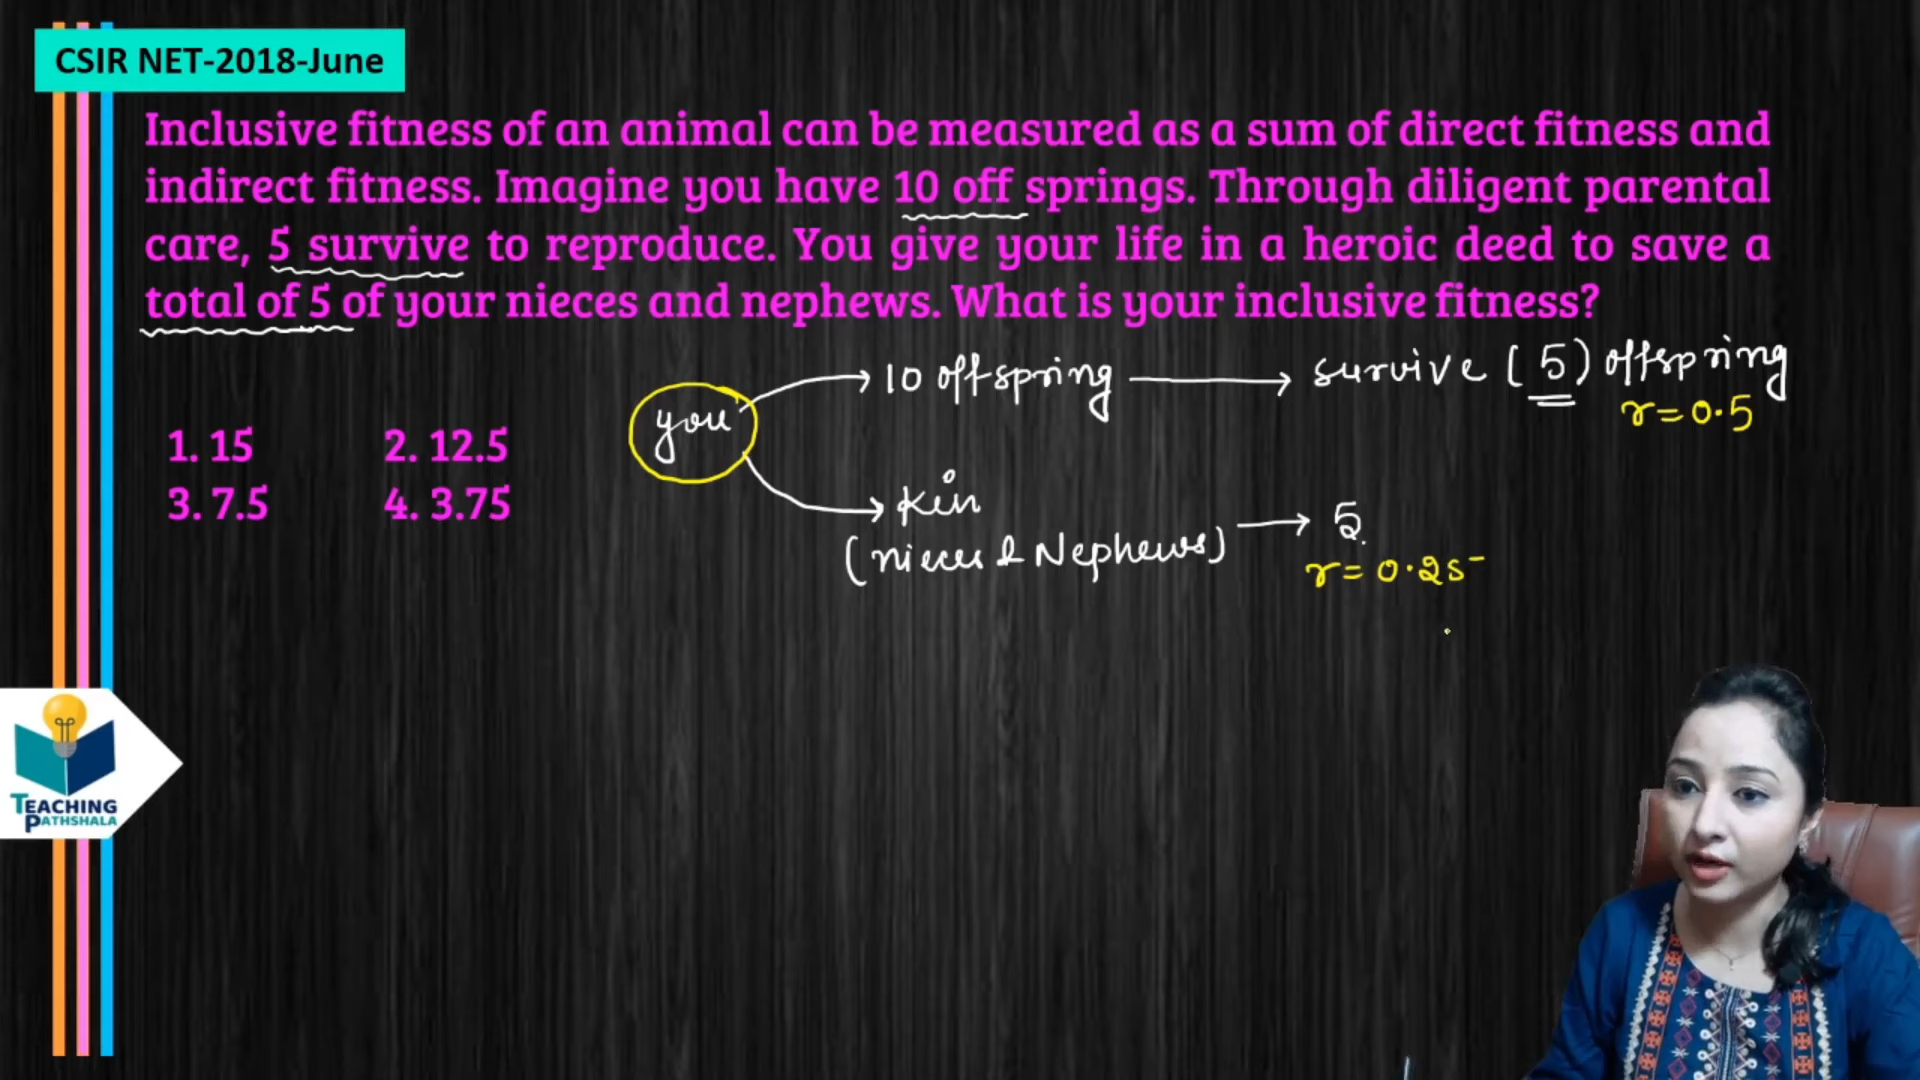 CSIR NET-2018-June
Inclusive fitness of an animal can be measured as a sum of direct fitness and
indirect fitness. Imagine you have 10 off springs. Through diligent parental
care, 5 survive to reproduce. You give your life in a heroic deed to save a
total of 5 of your nieces and nephews. What is your inclusive fitness?
you → 10 offspring → survive (5) offspring
r = 0.5
1. 15 2. 12.5
3. 7.5 4. 3.75
Kin → 5
(nieces & Nephews)
r = 0.25
TEACHING
PATHSHALA